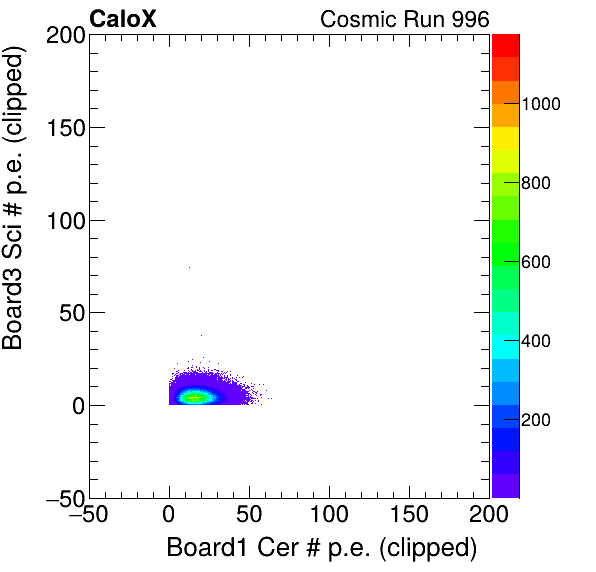 CaloX Cosmic Run 996
Board3 Sci # p.e. (clipped)
200
150
100
50
0
−50
−50 0 50 100 150 200
Board1 Cer # p.e. (clipped)
1000
800
600
400
200